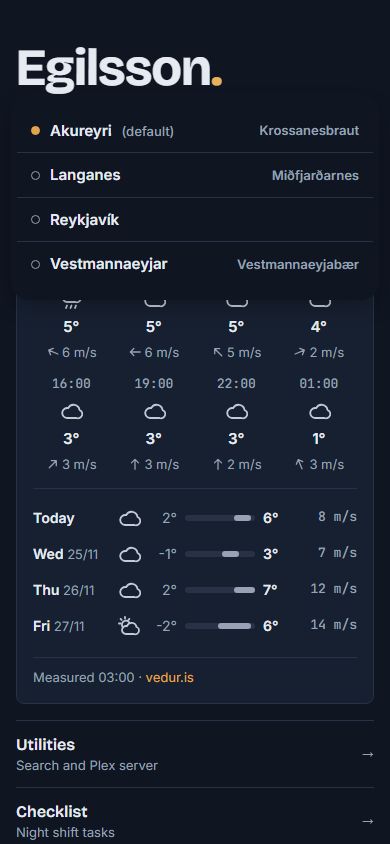 Egilsson.
Akureyri (default) Krossanesbraut
Langanes Miðfjarðarnes
Reykjavík
Vestmannaeyjar Vestmannaeyjabær
5° 5° 5° 4°
← 6 m/s ← 6 m/s ↖ 5 m/s → 2 m/s
16:00 19:00 22:00 01:00
3° 3° 3° 1°
↗ 3 m/s ↑ 3 m/s ↑ 2 m/s ↖ 3 m/s
Today 2° 6° 8 m/s
Wed 25/11 -1° 3° 7 m/s
Thu 26/11 2° 7° 12 m/s
Fri 27/11 -2° 6° 14 m/s
Measured 03:00 · vedur.is
Utilities →
Search and Plex server
Checklist →
Night shift tasks